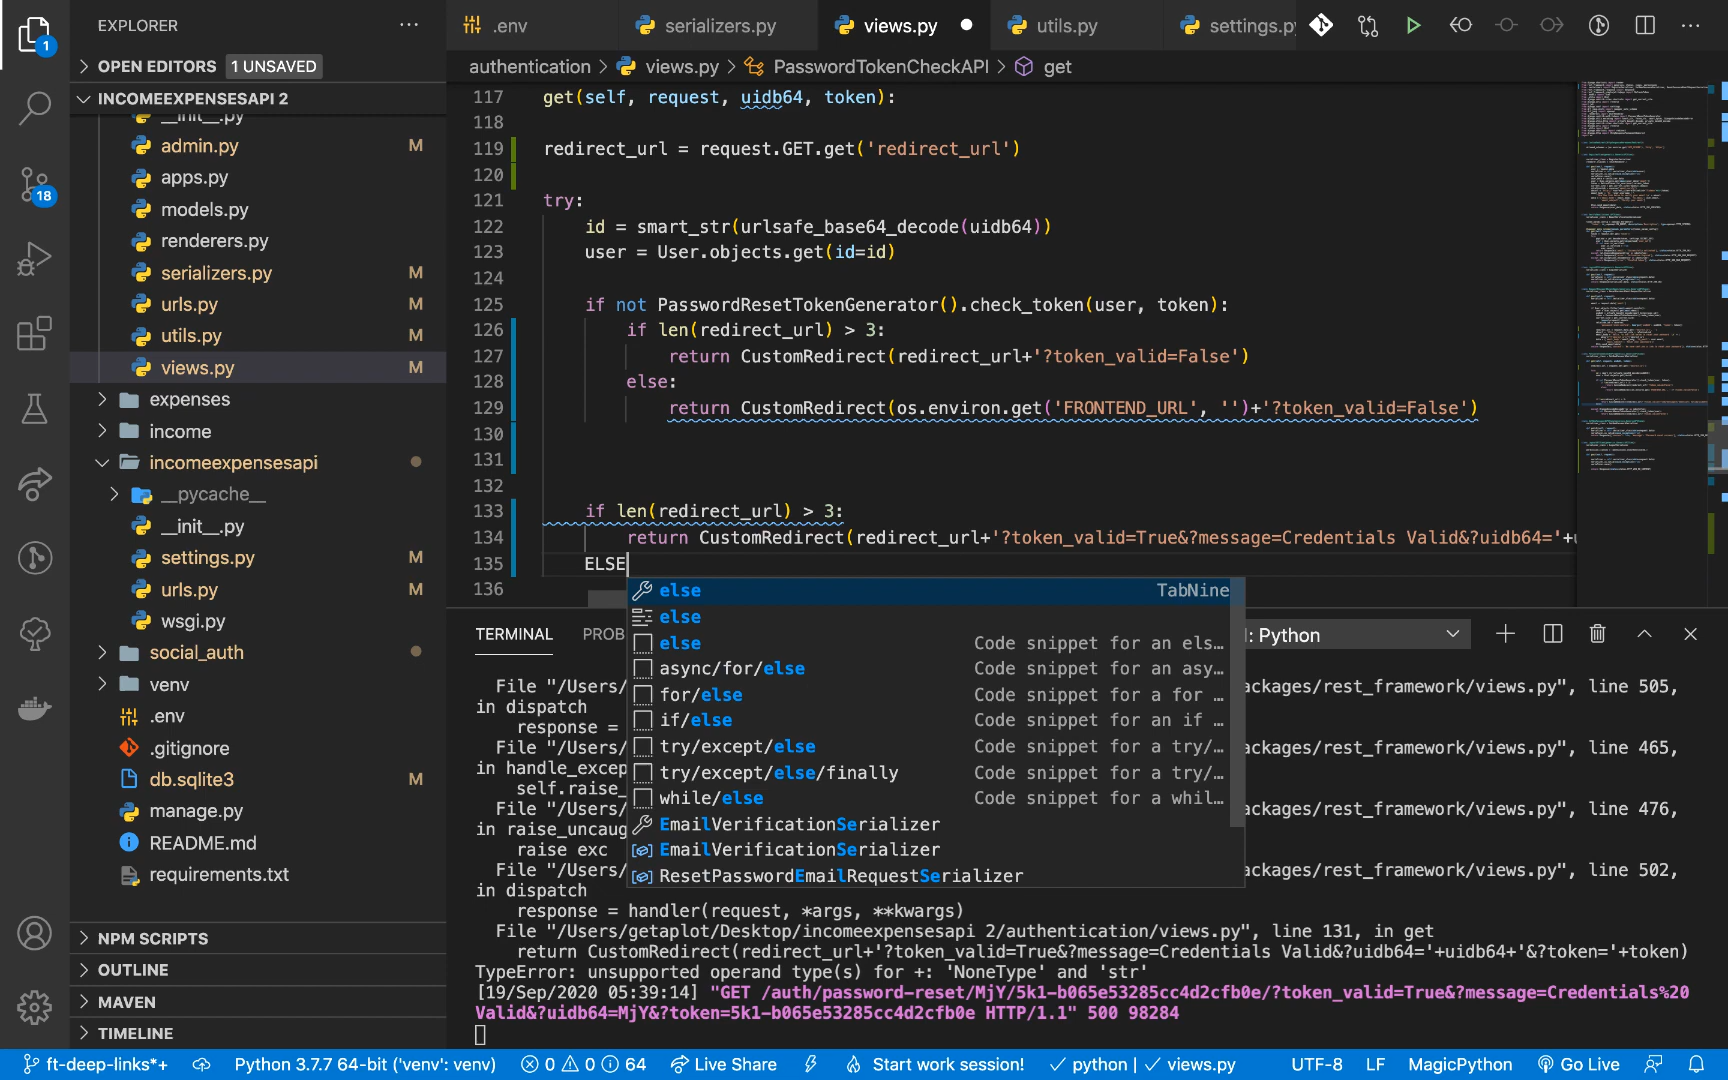 EXPLORER
.env
serializers.py
views.py
utils.py
settings.py
1
OPEN EDITORS 1 UNSAVED
INCOMEEXPENSESAPI 2
authentication > views.py > PasswordTokenCheckAPI > get
__init__.py
admin.py M
apps.py
models.py
renderers.py
serializers.py M
urls.py M
utils.py M
views.py M
expenses
income
incomeexpensesapi
__pycache__
__init__.py
settings.py M
urls.py M
wsgi.py
social_auth
venv
.env
.gitignore
db.sqlite3 M
manage.py
README.md
requirements.txt
18
NPM SCRIPTS
OUTLINE
MAVEN
TIMELINE
117 get(self, request, uidb64, token):
118
119 redirect_url = request.GET.get('redirect_url')
120
121 try:
122 id = smart_str(urlsafe_base64_decode(uidb64))
123 user = User.objects.get(id=id)
124
125 if not PasswordResetTokenGenerator().check_token(user, token):
126 if len(redirect_url) > 3:
127 return CustomRedirect(redirect_url+'?token_valid=False')
128 else:
129 return CustomRedirect(os.environ.get('FRONTEND_URL', '')+'?token_valid=False')
130
131
132
133 if len(redirect_url) > 3:
134 return CustomRedirect(redirect_url+'?token_valid=True&?message=Credentials Valid&?uidb64='+u
135 ELSE
136
else TabNine
else
else Code snippet for an els…
async/for/else Code snippet for an asy…
for/else Code snippet for a for …
if/else Code snippet for an if …
try/except/else Code snippet for a try/…
try/except/else/finally Code snippet for a try/…
while/else Code snippet for a whil…
EmailVerificationSerializer
EmailVerificationSerializer
ResetPasswordEmailRequestSerializer
TERMINAL PROB
: Python
File "/Users/
ackages/rest_framework/views.py", line 505,
in dispatch
response =
File "/Users/
ackages/rest_framework/views.py", line 465,
in handle_excep
self.raise_
File "/Users/
ackages/rest_framework/views.py", line 476,
in raise_uncaug
raise exc
File "/Users/
ackages/rest_framework/views.py", line 502,
in dispatch
response = handler(request, *args, **kwargs)
File "/Users/getaplot/Desktop/incomeexpensesapi 2/authentication/views.py", line 131, in get
return CustomRedirect(redirect_url+'?token_valid=True&?message=Credentials Valid&?uidb64='+uidb64+'&?token='+token)
TypeError: unsupported operand type(s) for +: 'NoneType' and 'str'
[19/Sep/2020 05:39:14] "GET /auth/password-reset/MjY/5k1-b065e53285cc4d2cfb0e/?token_valid=True&?message=Credentials%20
Valid&?uidb64=MjY&?token=5k1-b065e53285cc4d2cfb0e HTTP/1.1" 500 98284
ft-deep-links*+
Python 3.7.7 64-bit ('venv': venv)
0 0 64
Live Share
Start work session!
python | views.py
UTF-8
LF
MagicPython
Go Live